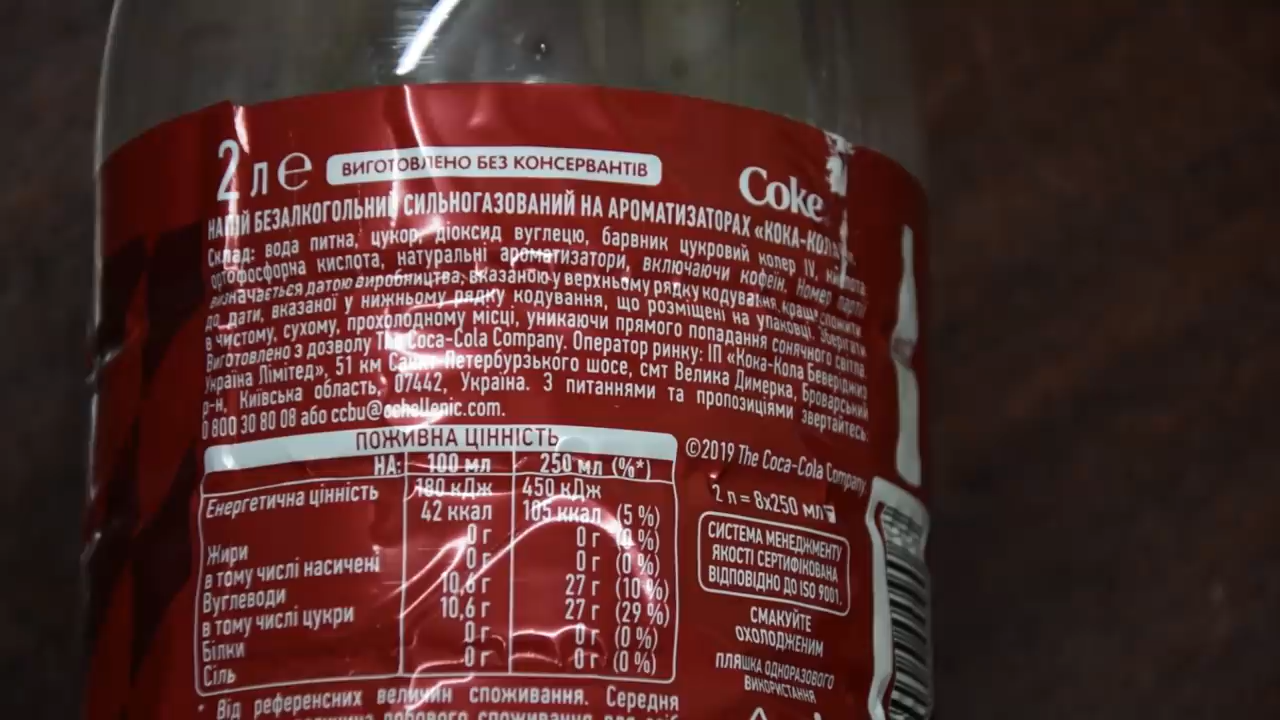 2 л е ВИГОТОВЛЕНО БЕЗ КОНСЕРВАНТІВ
Coke
НАПІЙ БЕЗАЛКОГОЛЬНИЙ СИЛЬНОГАЗОВАНИЙ НА АРОМАТИЗАТОРАХ «КОКА-КОЛА».
Склад: вода питна, цукор, діоксид вуглецю, барвник цукровий колер IV, кислота
ортофосфорна кислота, натуральні ароматизатори, включаючи кофеїн. Номер партії
визначається датою виробництва, вказаною у верхньому рядку кодування, краще спожити
до дати, вказаної у нижньому рядку кодування, що розміщені на упаковці. Зберігати
в чистому, сухому, прохолодному місці, уникаючи прямого попадання сонячного світла.
Виготовлено з дозволу The Coca-Cola Company. Оператор ринку: ІП «Кока-Кола Беверіджиз
Україна Лімітед», 51 км Санкт-Петербурзького шосе, смт Велика Димерка, Броварський
р-н, Київська область, 07442, Україна. З питаннями та пропозиціями звертайтесь:
0 800 30 80 08 або ccbu@cchellenic.com.
ПОЖИВНА ЦІННІСТЬ
НА: 100 мл 250 мл (%*)
Енергетична цінність 180 кДж 450 кДж
42 ккал 105 ккал (5 %)
Жири 0 г 0 г (0 %)
в тому числі насичені 0 г 0 г (0 %)
Вуглеводи 10,6 г 27 г (10 %)
в тому числі цукри 10,6 г 27 г (29 %)
Білки 0 г 0 г (0 %)
Сіль 0 г 0 г (0 %)
* Від референсних величин споживання. Середня
©2019 The Coca-Cola Company
2 л = 8x250 мл
СИСТЕМА МЕНЕДЖМЕНТУ
ЯКОСТІ СЕРТИФІКОВАНА
ВІДПОВІДНО ДО ISO 9001.
СМАКУЙТЕ
ОХОЛОДЖЕНИМ
ПЛЯШКА ОДНОРАЗОВОГО
ВИКОРИСТАННЯ